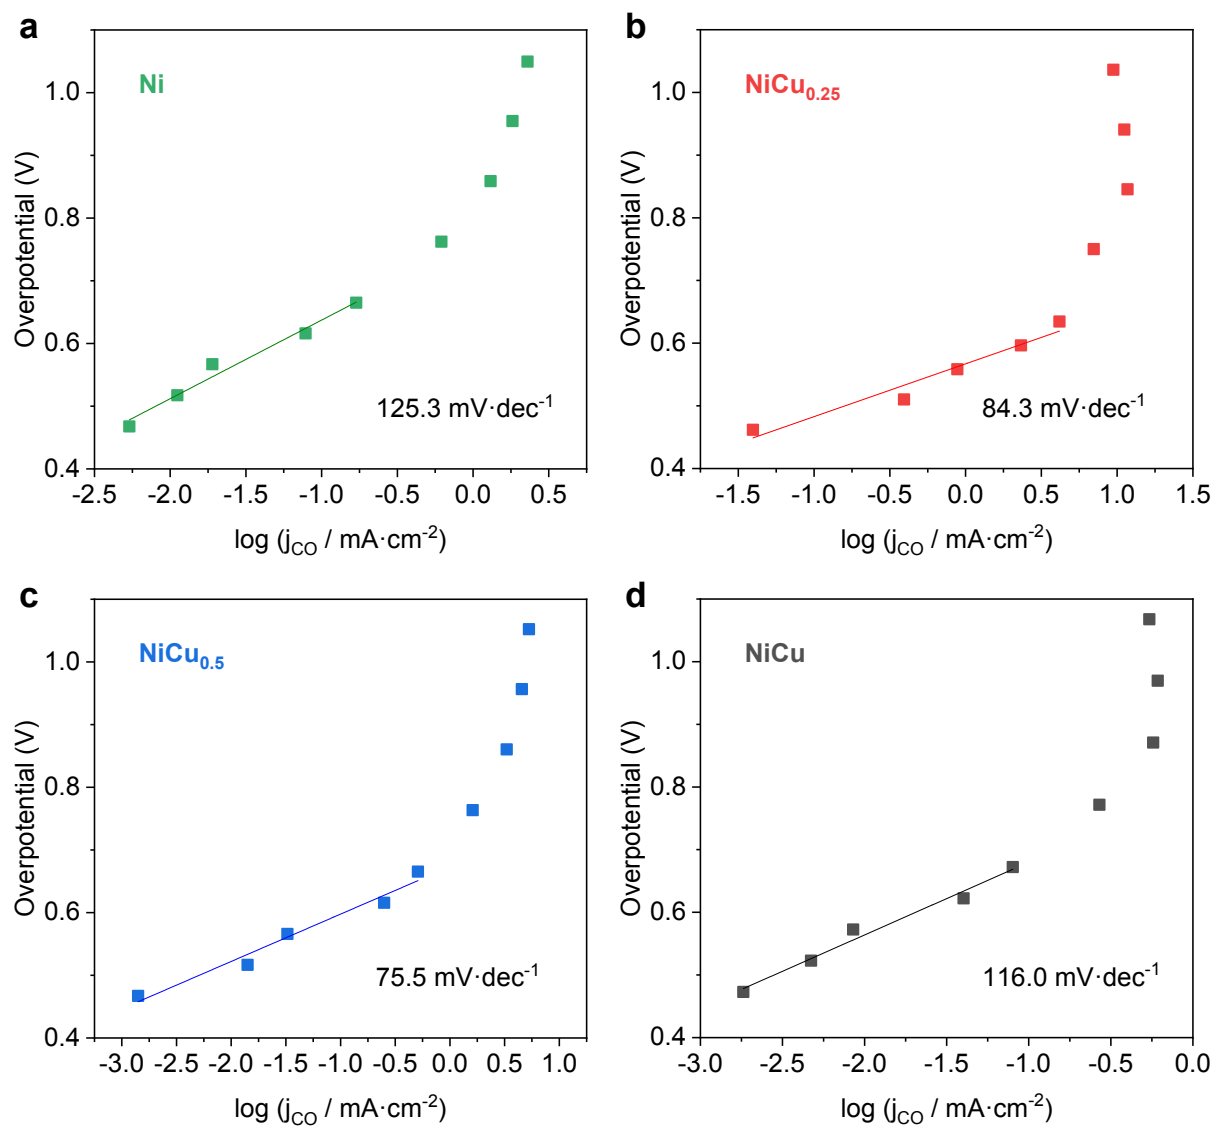 a
Ni
Overpotential (V)
1.0
0.8
0.6
0.4
125.3 mV·dec⁻¹
-2.5 -2.0 -1.5 -1.0 -0.5 0.0 0.5
log (j_CO / mA·cm⁻²)
b
NiCu₀.₂₅
Overpotential (V)
1.0
0.8
0.6
0.4
84.3 mV·dec⁻¹
-1.5 -1.0 -0.5 0.0 0.5 1.0 1.5
log (j_CO / mA·cm⁻²)
c
NiCu₀.₅
Overpotential (V)
1.0
0.8
0.6
0.4
75.5 mV·dec⁻¹
-3.0 -2.5 -2.0 -1.5 -1.0 -0.5 0.0 0.5 1.0
log (j_CO / mA·cm⁻²)
d
NiCu
Overpotential (V)
1.0
0.8
0.6
0.4
116.0 mV·dec⁻¹
-3.0 -2.5 -2.0 -1.5 -1.0 -0.5 0.0
log (j_CO / mA·cm⁻²)